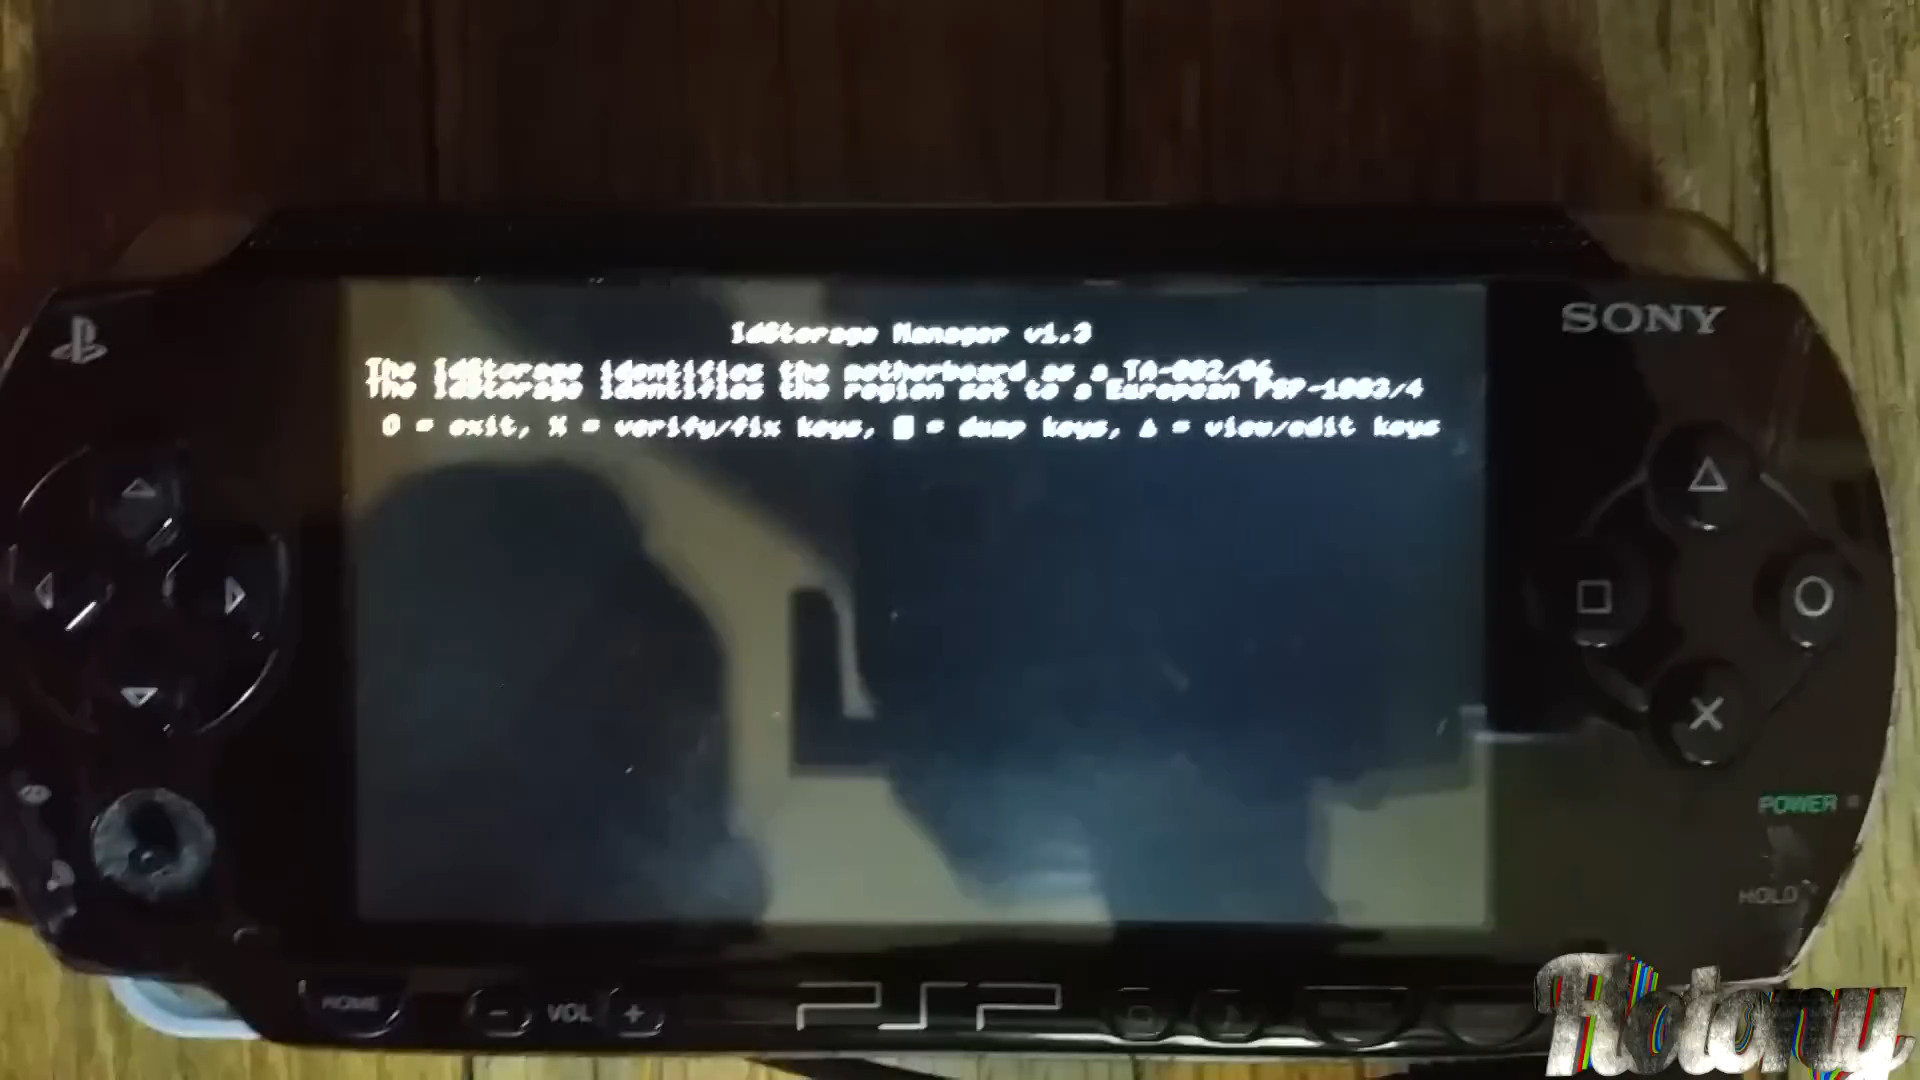 SONY
IdStorage Manager v1.3
The IdStorage identifies the motherboard as a TA-082/86
The IdStorage identifies the region set to a European PSP-1003/4
O = exit, X = verify/fix keys, ■ = dump keys, △ = view/edit keys
POWER
HOLD
HOME
- VOL +
PSP
Rotony